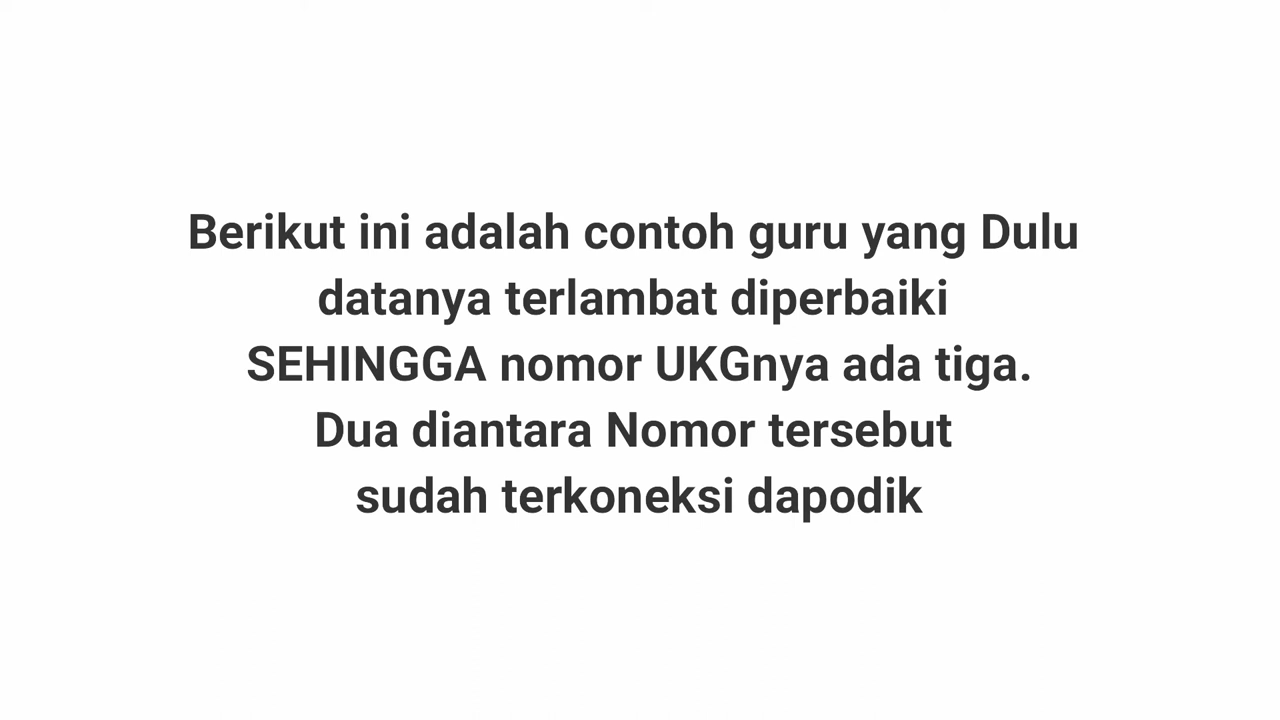 Berikut ini adalah contoh guru yang Dulu
datanya terlambat diperbaiki
SEHINGGA nomor UKGnya ada tiga.
Dua diantara Nomor tersebut
sudah terkoneksi dapodik